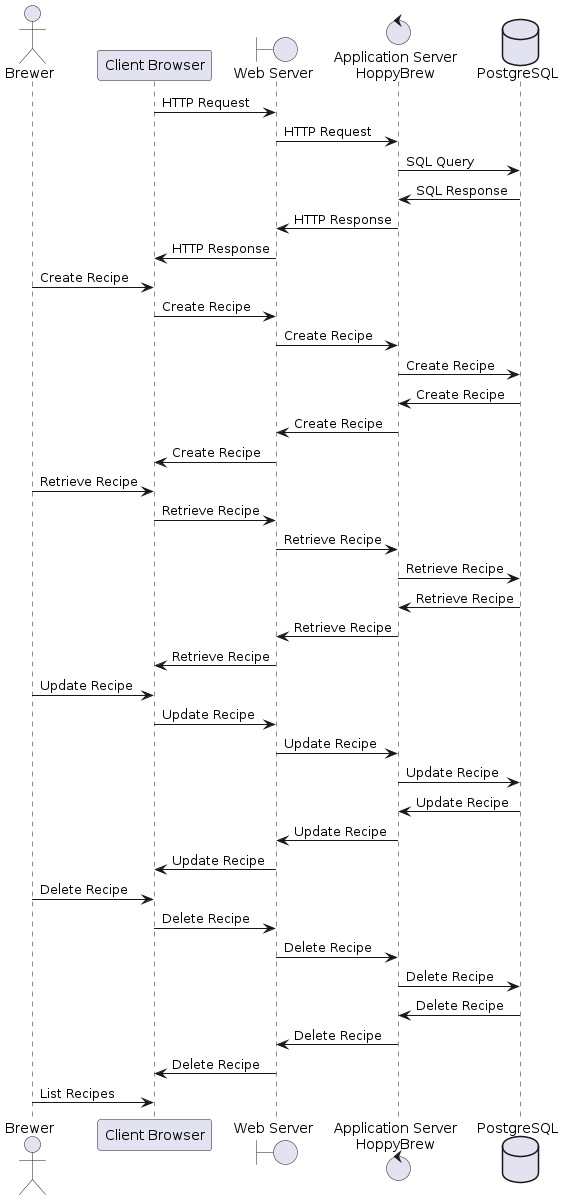 Brewer
Client Browser
Web Server
Application Server
HoppyBrew
PostgreSQL
HTTP Request
HTTP Request
SQL Query
SQL Response
HTTP Response
HTTP Response
Create Recipe
Create Recipe
Create Recipe
Create Recipe
Create Recipe
Create Recipe
Create Recipe
Retrieve Recipe
Retrieve Recipe
Retrieve Recipe
Retrieve Recipe
Retrieve Recipe
Retrieve Recipe
Retrieve Recipe
Update Recipe
Update Recipe
Update Recipe
Update Recipe
Update Recipe
Update Recipe
Update Recipe
Delete Recipe
Delete Recipe
Delete Recipe
Delete Recipe
Delete Recipe
Delete Recipe
Delete Recipe
List Recipes
Brewer
Client Browser
Web Server
Application Server
HoppyBrew
PostgreSQL